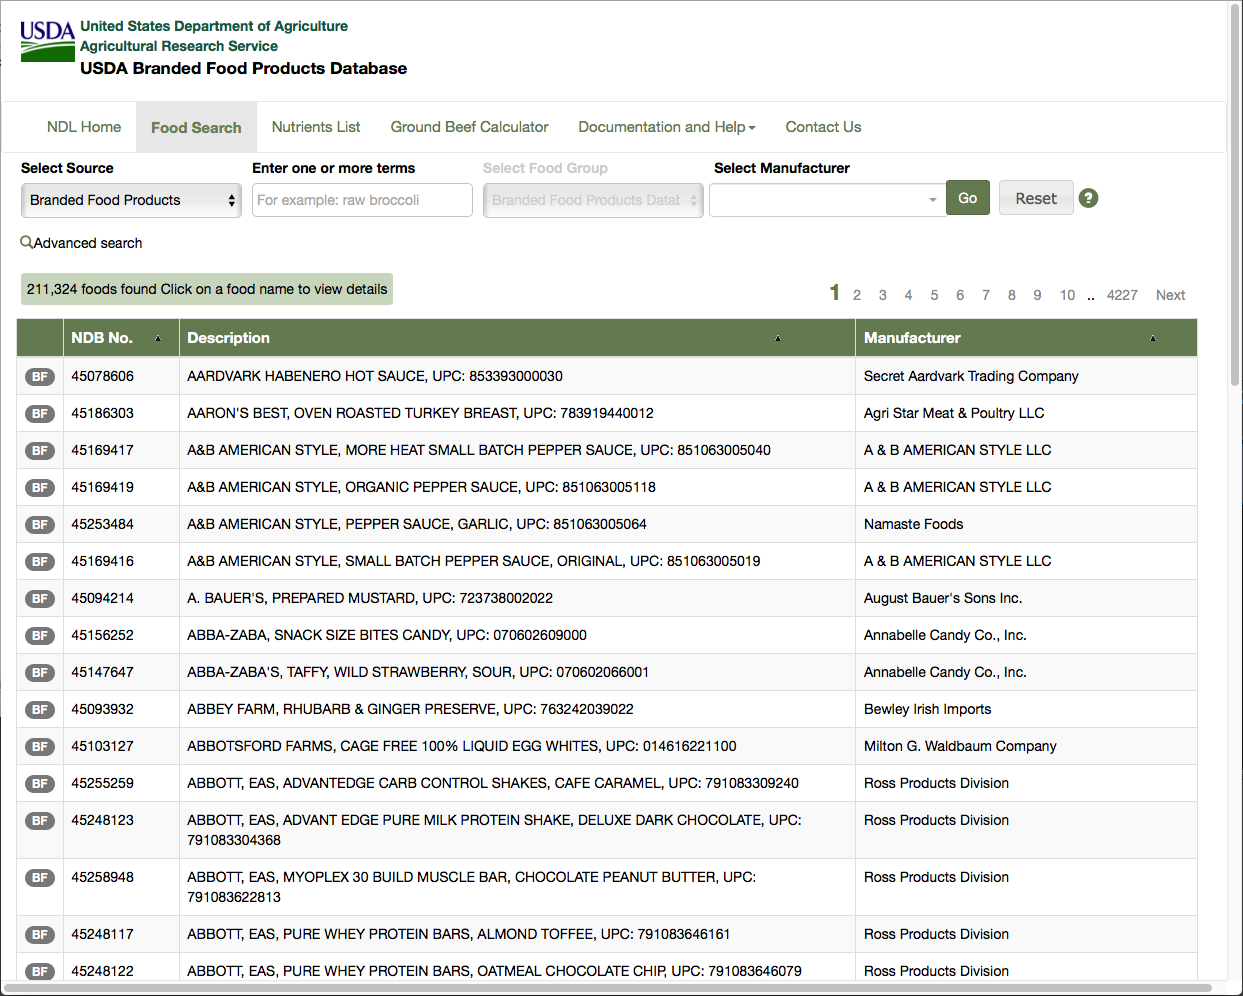 USDA
United States Department of Agriculture
Agricultural Research Service
USDA Branded Food Products Database
NDL Home Food Search Nutrients List Ground Beef Calculator Documentation and Help Contact Us
Select Source Enter one or more terms Select Food Group Select Manufacturer
Branded Food Products For example: raw broccoli Branded Food Products Datat Go Reset ?
Advanced search
211,324 foods found Click on a food name to view details
1 2 3 4 5 6 7 8 9 10 .. 4227 Next
NDB No. Description Manufacturer
BF 45078606 AARDVARK HABENERO HOT SAUCE, UPC: 853393000030 Secret Aardvark Trading Company
BF 45186303 AARON'S BEST, OVEN ROASTED TURKEY BREAST, UPC: 783919440012 Agri Star Meat & Poultry LLC
BF 45169417 A&B AMERICAN STYLE, MORE HEAT SMALL BATCH PEPPER SAUCE, UPC: 851063005040 A & B AMERICAN STYLE LLC
BF 45169419 A&B AMERICAN STYLE, ORGANIC PEPPER SAUCE, UPC: 851063005118 A & B AMERICAN STYLE LLC
BF 45253484 A&B AMERICAN STYLE, PEPPER SAUCE, GARLIC, UPC: 851063005064 Namaste Foods
BF 45169416 A&B AMERICAN STYLE, SMALL BATCH PEPPER SAUCE, ORIGINAL, UPC: 851063005019 A & B AMERICAN STYLE LLC
BF 45094214 A. BAUER'S, PREPARED MUSTARD, UPC: 723738002022 August Bauer's Sons Inc.
BF 45156252 ABBA-ZABA, SNACK SIZE BITES CANDY, UPC: 070602609000 Annabelle Candy Co., Inc.
BF 45147647 ABBA-ZABA'S, TAFFY, WILD STRAWBERRY, SOUR, UPC: 070602066001 Annabelle Candy Co., Inc.
BF 45093932 ABBEY FARM, RHUBARB & GINGER PRESERVE, UPC: 763242039022 Bewley Irish Imports
BF 45103127 ABBOTSFORD FARMS, CAGE FREE 100% LIQUID EGG WHITES, UPC: 014616221100 Milton G. Waldbaum Company
BF 45255259 ABBOTT, EAS, ADVANTEDGE CARB CONTROL SHAKES, CAFE CARAMEL, UPC: 791083309240 Ross Products Division
BF 45248123 ABBOTT, EAS, ADVANT EDGE PURE MILK PROTEIN SHAKE, DELUXE DARK CHOCOLATE, UPC: Ross Products Division
791083304368
BF 45258948 ABBOTT, EAS, MYOPLEX 30 BUILD MUSCLE BAR, CHOCOLATE PEANUT BUTTER, UPC: Ross Products Division
791083622813
BF 45248117 ABBOTT, EAS, PURE WHEY PROTEIN BARS, ALMOND TOFFEE, UPC: 791083646161 Ross Products Division
BF 45248122 ABBOTT, EAS, PURE WHEY PROTEIN BARS, OATMEAL CHOCOLATE CHIP, UPC: 791083646079 Ross Products Division